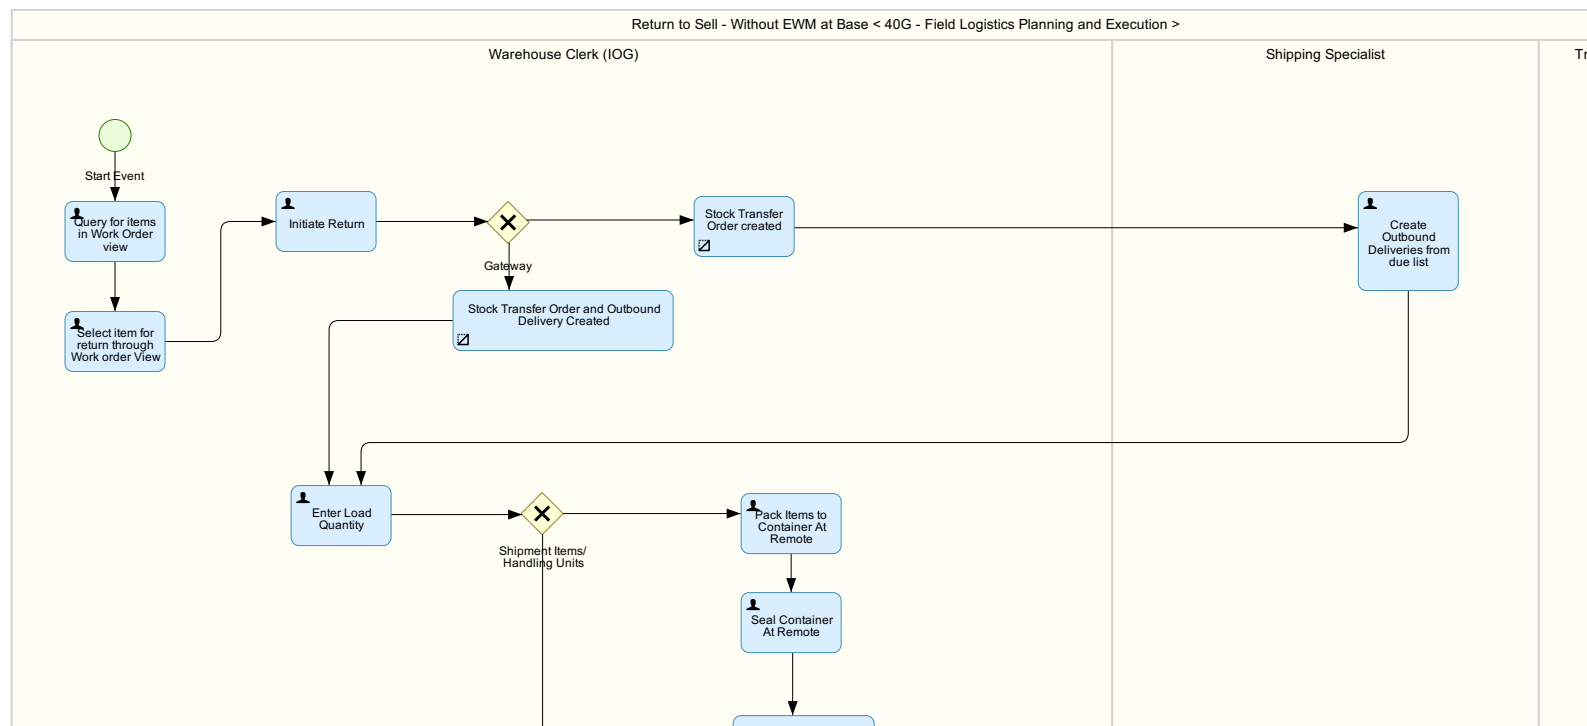 Return to Sell - Without EWM at Base < 40G - Field Logistics Planning and Execution >
Warehouse Clerk (IOG)
Shipping Specialist
Start Event
Query for items
in Work Order
view
Initiate Return
Stock Transfer
Order created
Create
Outbound
Deliveries from
due list
Gateway
Select item for
return through
Work order View
Stock Transfer Order and Outbound
Delivery Created
Enter Load
Quantity
Shipment Items/
Handling Units
Pack Items to
Container At
Remote
Seal Container
At Remote